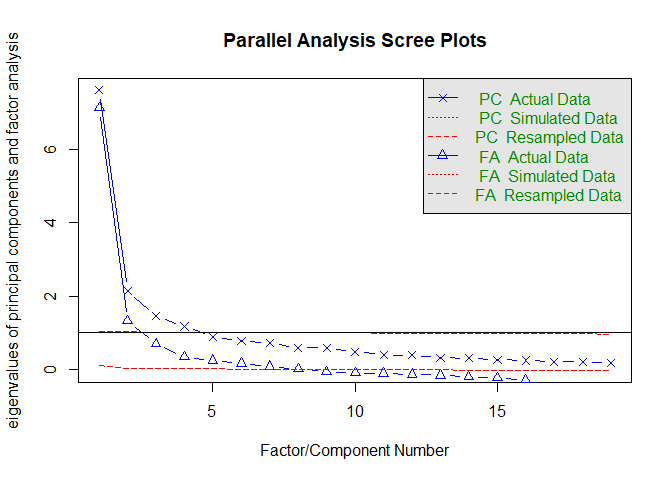 Parallel Analysis Scree Plots
eigenvalues of principal components and factor analysis
6
4
2
0
PC Actual Data
PC Simulated Data
PC Resampled Data
FA Actual Data
FA Simulated Data
FA Resampled Data
5
10
15
Factor/Component Number